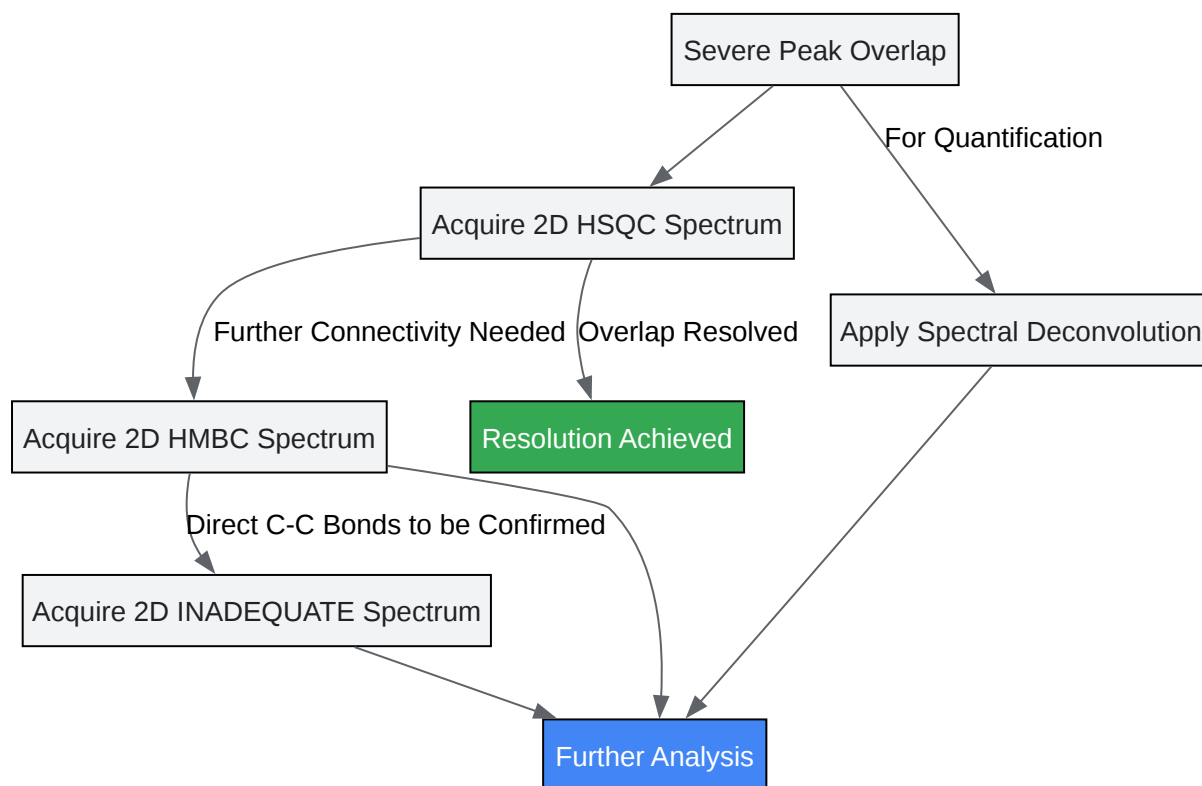 Severe Peak Overlap
For Quantification
Acquire 2D HSQC Spectrum
Apply Spectral Deconvolution
Further Connectivity Needed
Overlap Resolved
Acquire 2D HMBC Spectrum
Resolution Achieved
Direct C-C Bonds to be Confirmed
Acquire 2D INADEQUATE Spectrum
Further Analysis